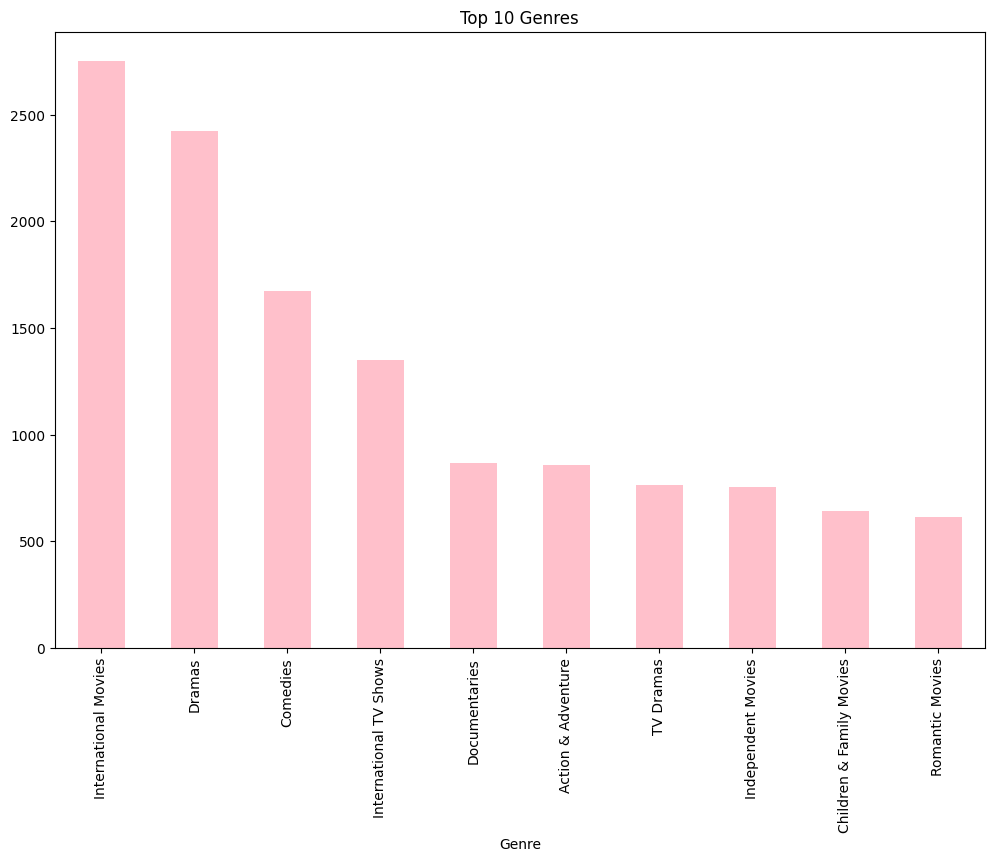 Top 10 Genres
2500
2000
1500
1000
500
0
International Movies
Dramas
Comedies
International TV Shows
Documentaries
Action & Adventure
TV Dramas
Independent Movies
Children & Family Movies
Romantic Movies
Genre